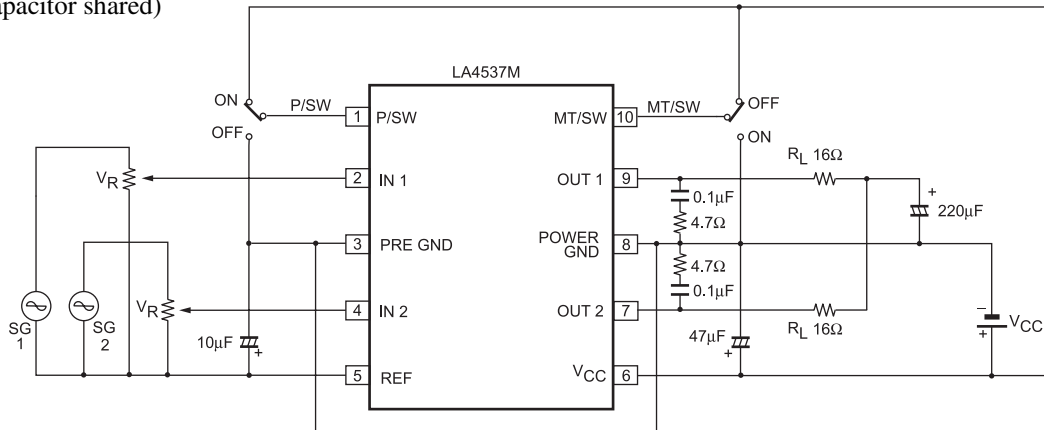 apacitor shared)
LA4537M
ON
P/SW
1
P/SW
MT/SW
10
MT/SW
OFF
OFF
ON
VR
2
IN 1
OUT 1
9
RL 16Ω
0.1μF
4.7Ω
+
220μF
3
PRE GND
POWER
GND
8
4.7Ω
0.1μF
VR
4
IN 2
OUT 2
7
RL 16Ω
SG
1
SG
2
10μF
+
47μF
+
−
+
VCC
5
REF
VCC
6